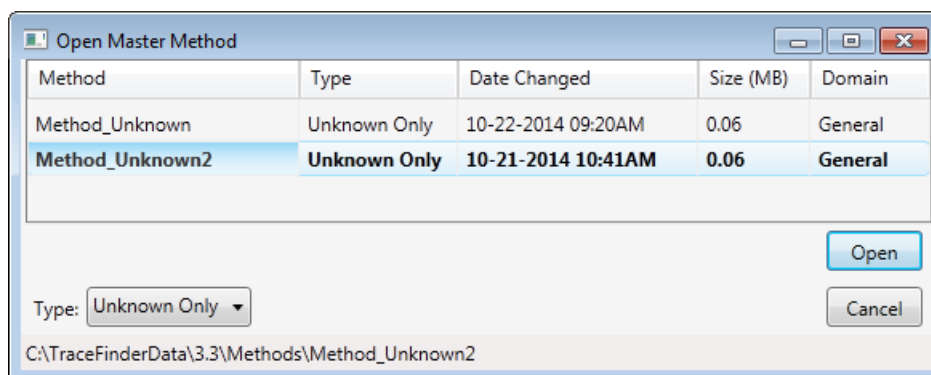 Open Master Method
Method Type Date Changed Size (MB) Domain
Method_Unknown Unknown Only 10-22-2014 09:20AM 0.06 General
Method_Unknown2 Unknown Only 10-21-2014 10:41AM 0.06 General
Open
Type: Unknown Only Cancel
C:\TraceFinderData\3.3\Methods\Method_Unknown2